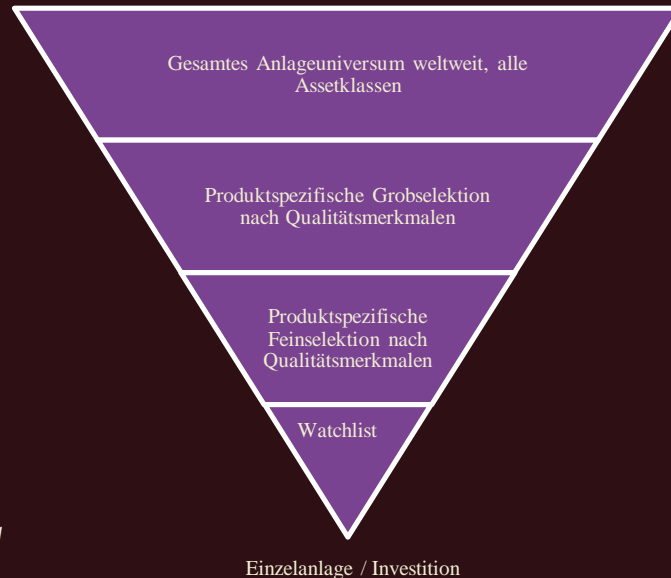 Gesamtes Anlageuniversum weltweit, alle
Assetklassen
Produktspezifische Grobselektion
nach Qualitätsmerkmalen
Produktspezifische
Feinselektion nach
Qualitätsmerkmalen
Watchlist
Einzelanlage / Investition